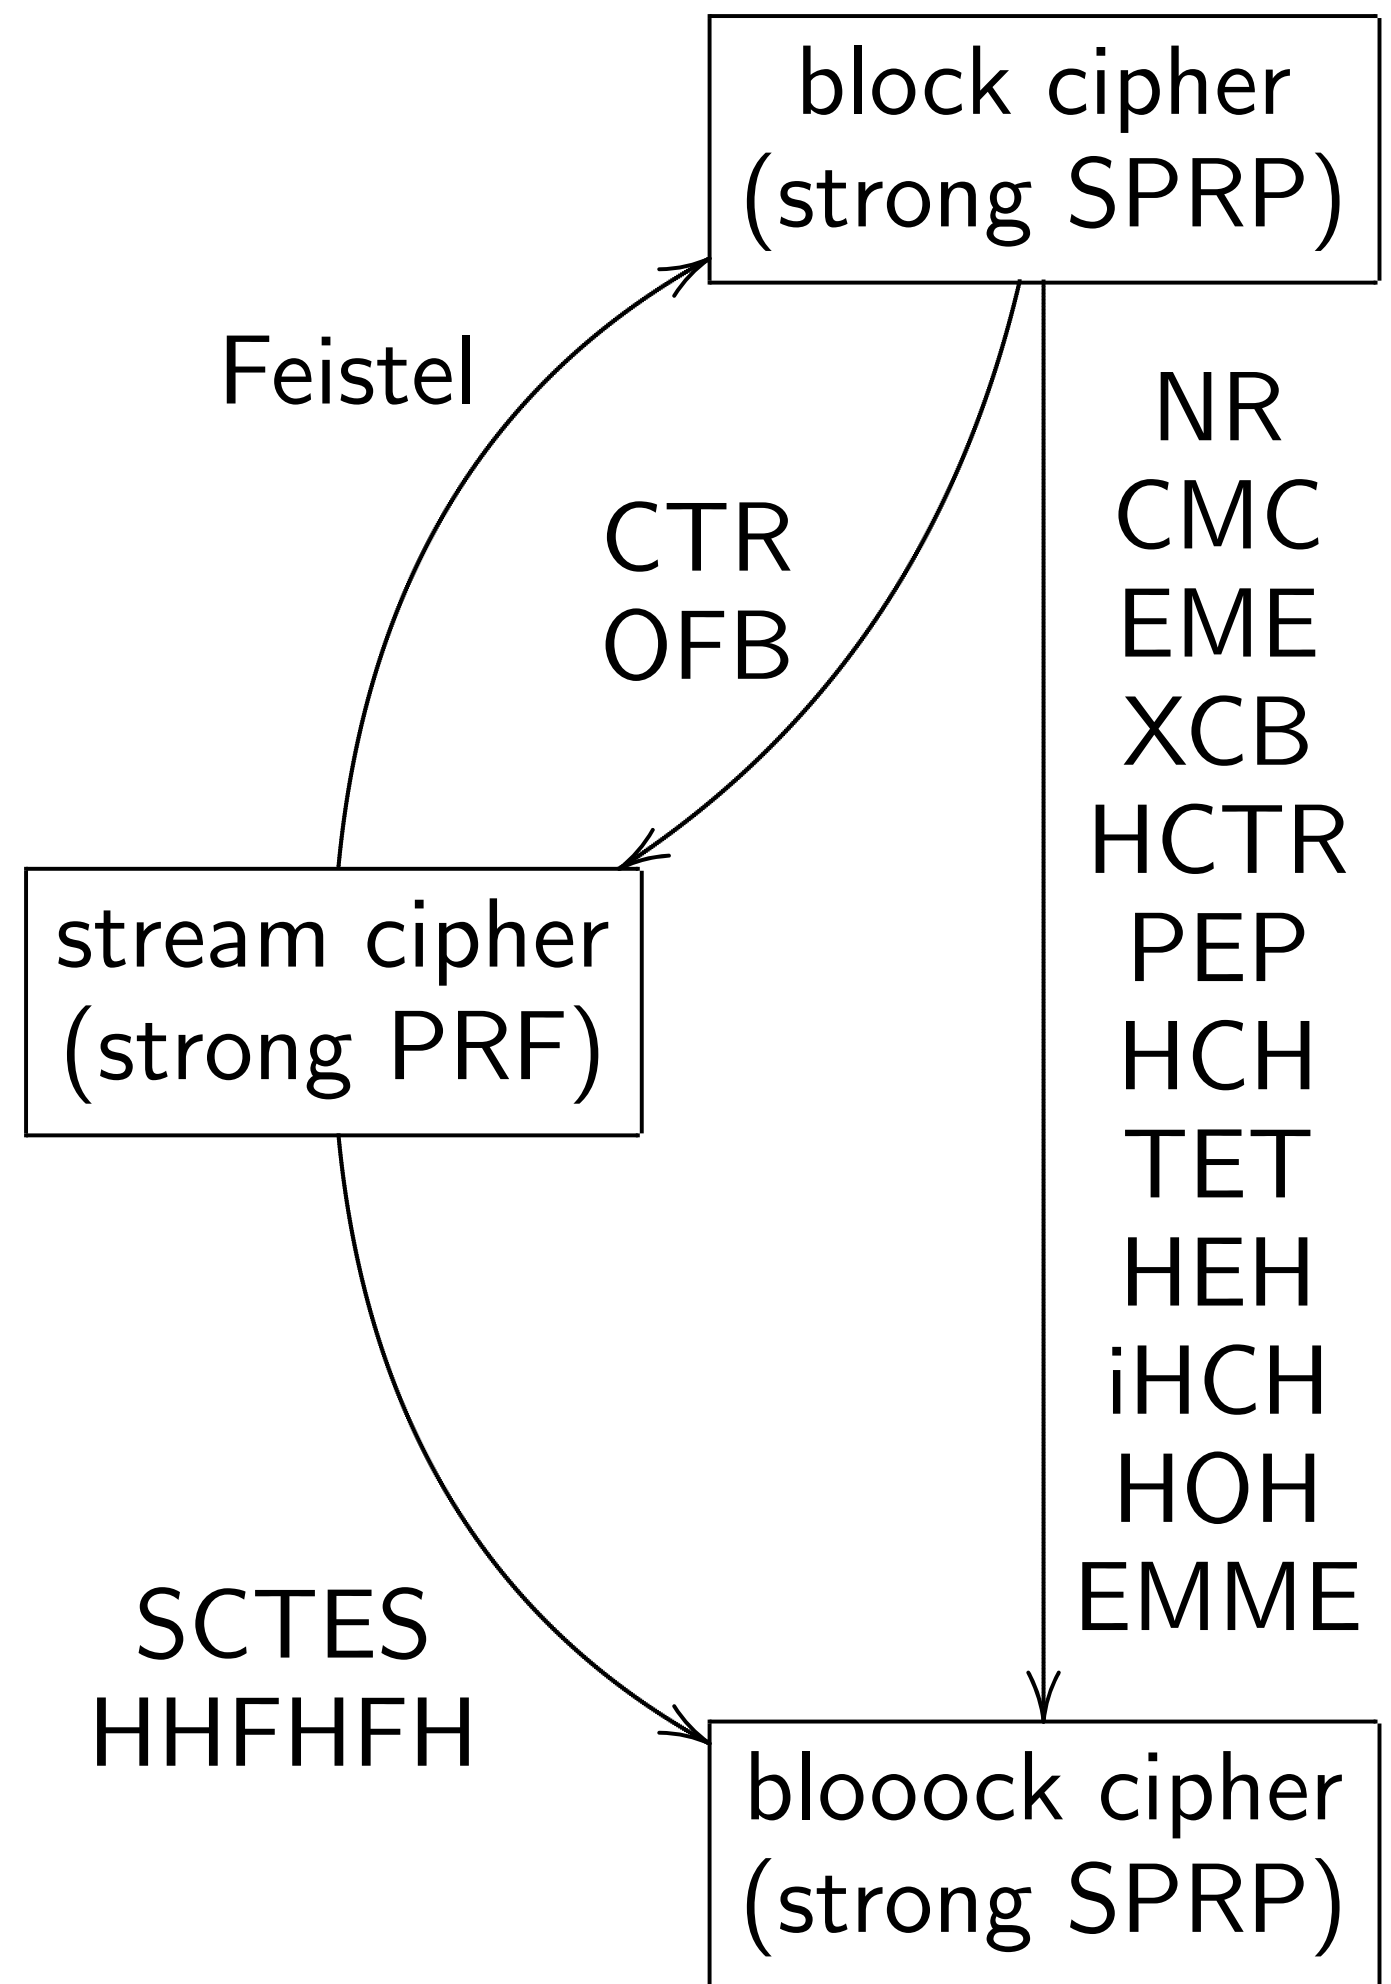 block cipher
(strong SPRP)
Feistel
CTR
OFB
NR
CMC
EME
XCB
HCTR
PEP
HCH
TET
HEH
iHCH
HOH
EMME
stream cipher
(strong PRF)
SCTES
HHFHFH
blooock cipher
(strong SPRP)